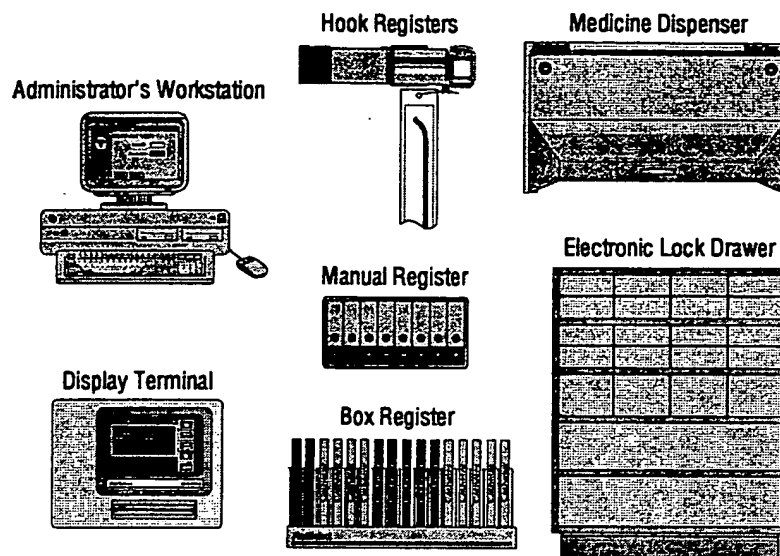 Hook Registers
Medicine Dispenser
Administrator's Workstation
Electronic Lock Drawer
Manual Register
Display Terminal
Box Register